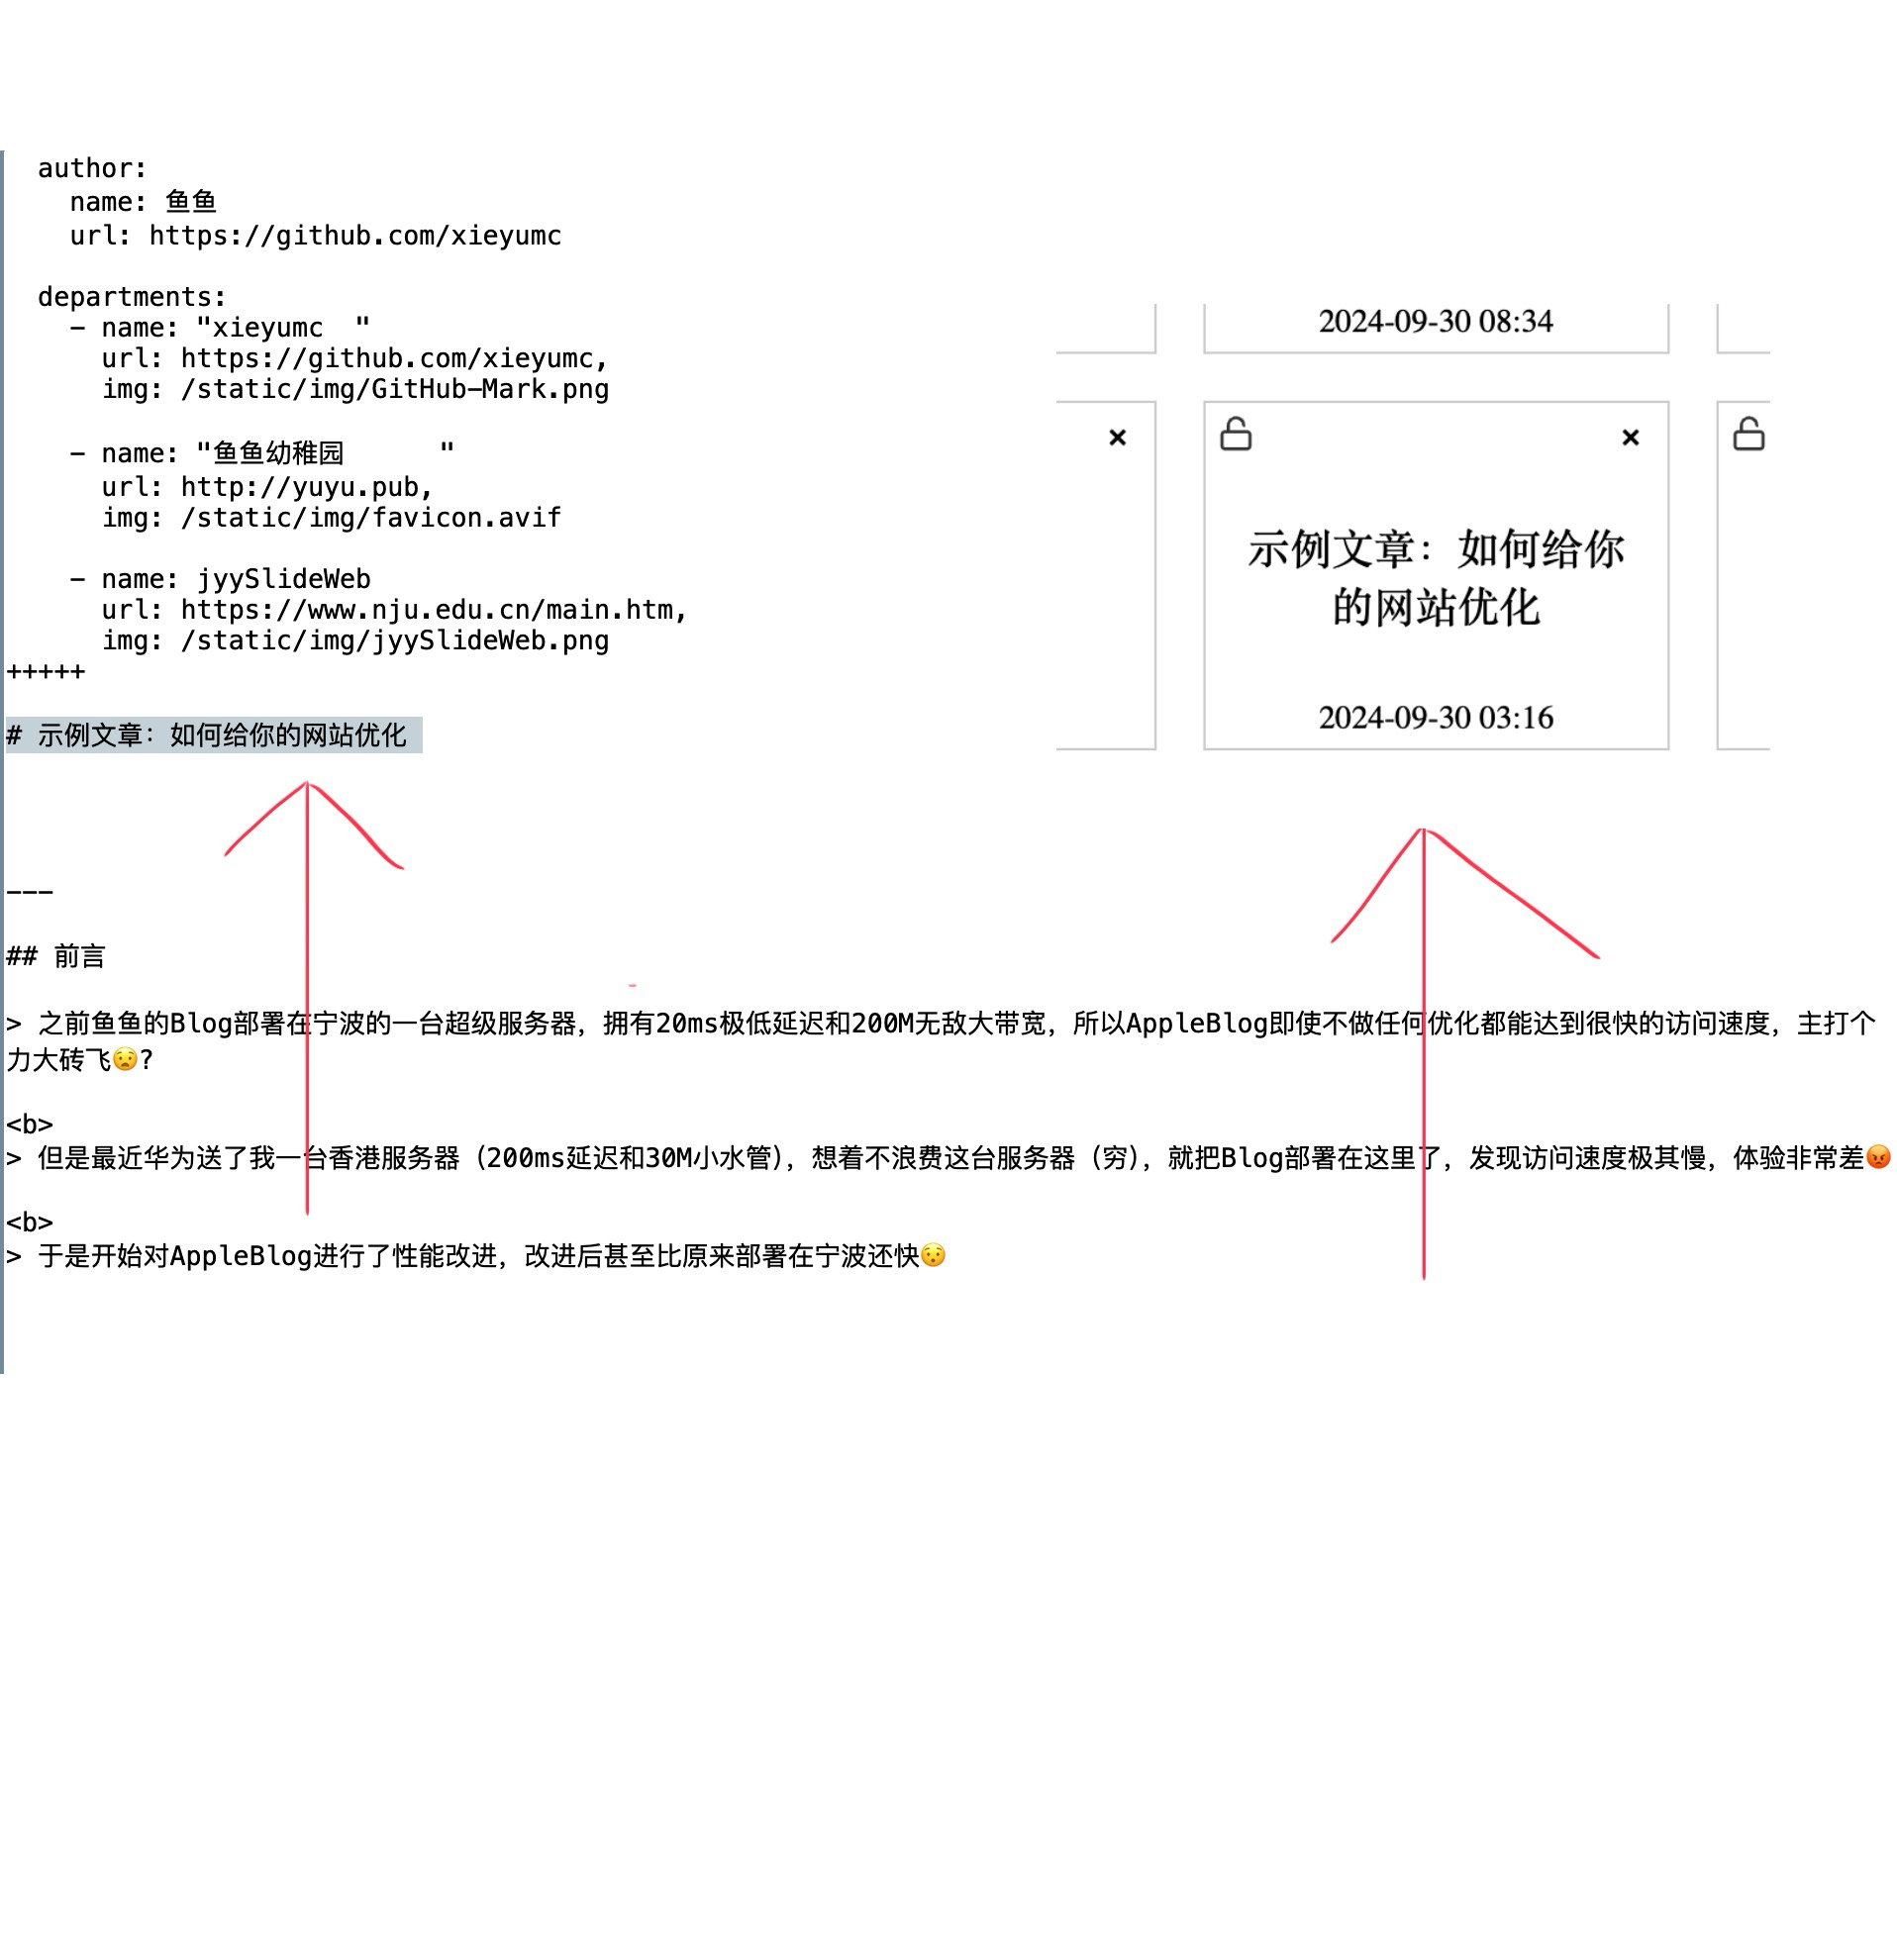 author:
name: 鱼鱼
url: https://github.com/xieyumc
departments:
- name: "xieyumc  "
url: https://github.com/xieyumc,
img: /static/img/GitHub-Mark.png
- name: "鱼鱼幼稚园      "
url: http://yuyu.pub,
img: /static/img/favicon.avif
- name: jyySlideWeb
url: https://www.nju.edu.cn/main.htm,
img: /static/img/jyySlideWeb.png
+++++
# 示例文章：如何给你的网站优化
---
## 前言
> 之前鱼鱼的Blog部署在宁波的一台超级服务器，拥有20ms极低延迟和200M无敌大带宽，所以AppleBlog即使不做任何优化都能达到很快的访问速度，主打个
力大砖飞😧?
<b>
> 但是最近华为送了我一台香港服务器（200ms延迟和30M小水管），想着不浪费这台服务器（穷），就把Blog部署在这里了，发现访问速度极其慢，体验非常差😡
<b>
> 于是开始对AppleBlog进行了性能改进，改进后甚至比原来部署在宁波还快😯
2024-09-30 08:34
×
×
示例文章：如何给你
的网站优化
2024-09-30 03:16